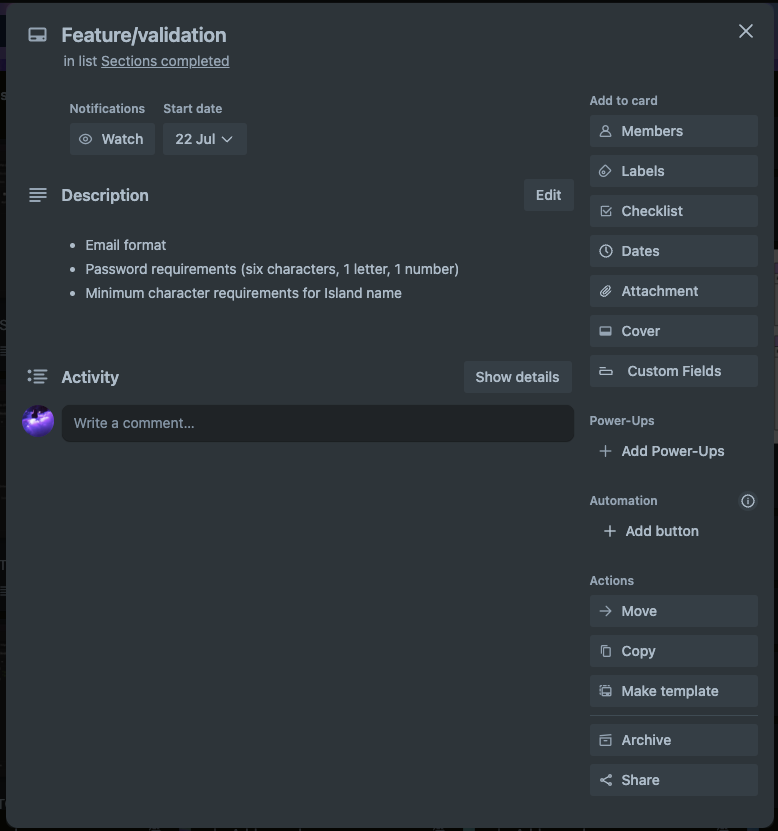 Feature/validation
in list Sections completed
Notifications
Start date
Watch
22 Jul
Description
Edit
Email format
Password requirements (six characters, 1 letter, 1 number)
Minimum character requirements for Island name
Activity
Show details
Write a comment…
Add to card
Members
Labels
Checklist
Dates
Attachment
Cover
Custom Fields
Power-Ups
Add Power-Ups
Automation
Add button
Actions
Move
Copy
Make template
Archive
Share